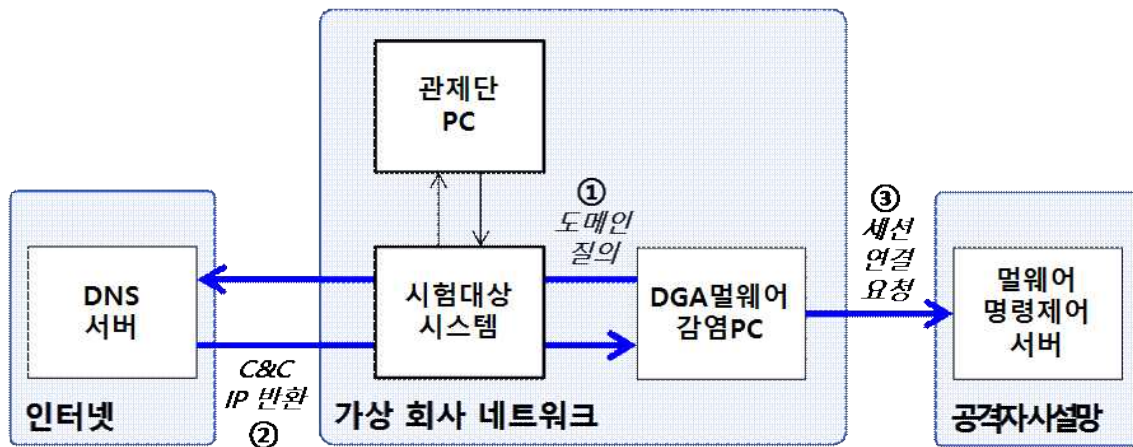 관제단
PC
①
도메인
질의
③
세션
연결
요청
DNS
서버
시험대상
시스템
DGA멀웨어
감염PC
멀웨어
명령제어
서버
C&C
IP 반환
②
인터넷
가상 회사 네트워크
공격자사설망